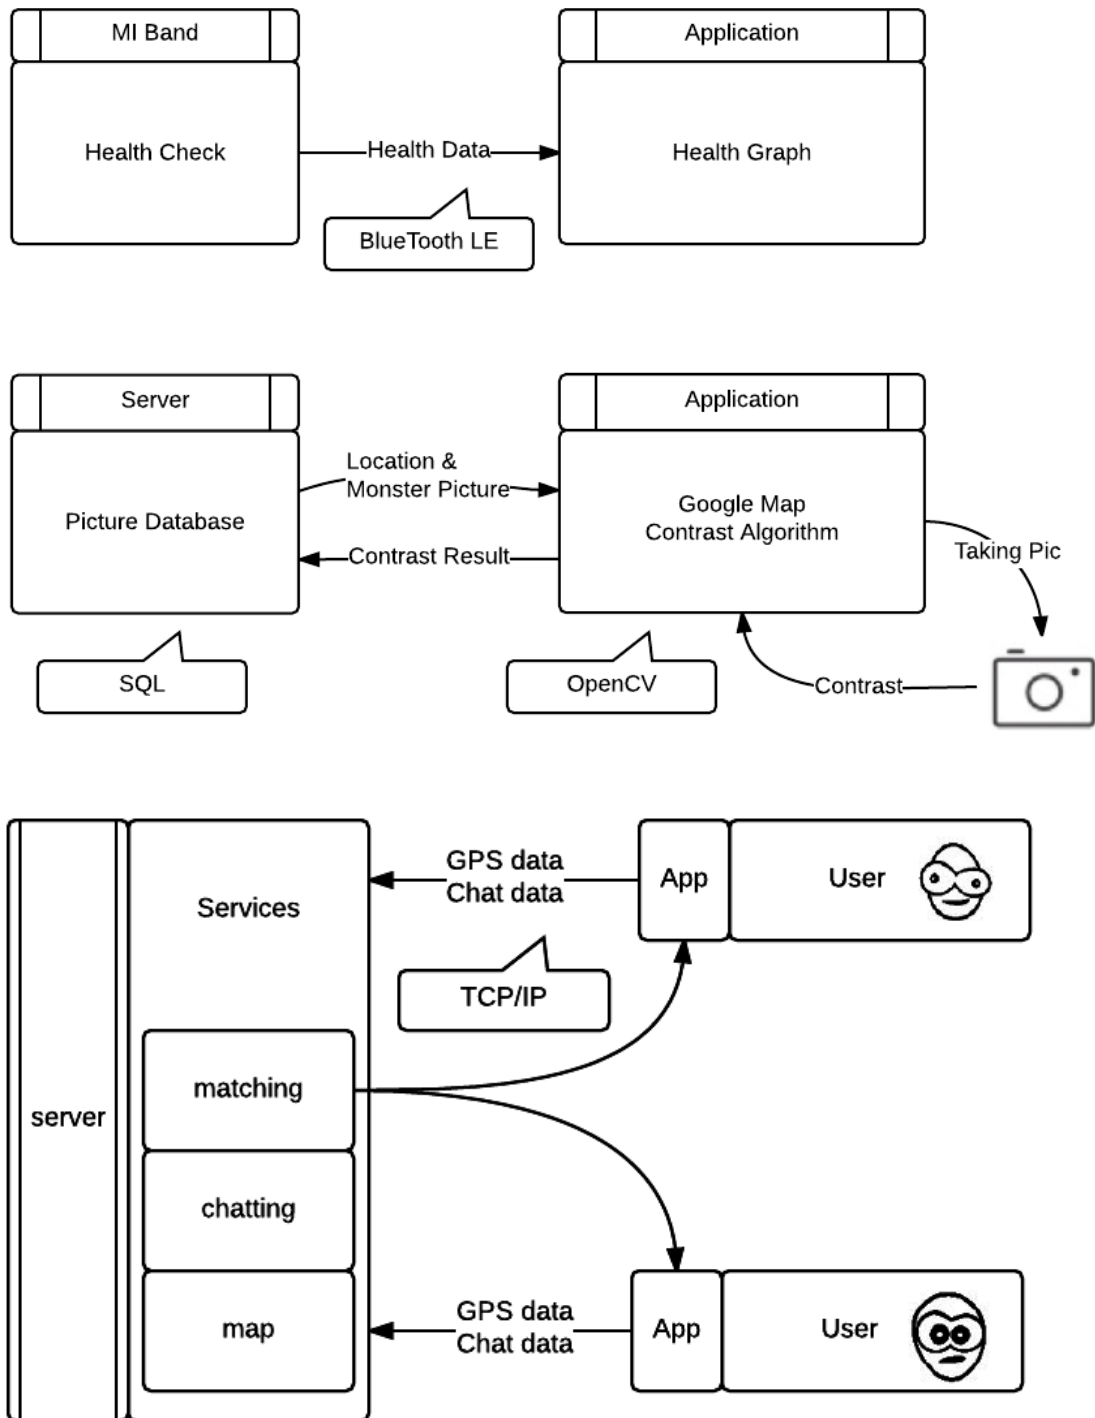 MI Band
Application
Health Check
Health Data
Health Graph
BlueTooth LE
Server
Application
Location &
Monster Picture
Picture Database
Google Map
Contrast Algorithm
Contrast Result
Taking Pic
SQL
OpenCV
Contrast
Services
GPS data
Chat data
App
User
TCP/IP
matching
server
chatting
map
GPS data
Chat data
App
User